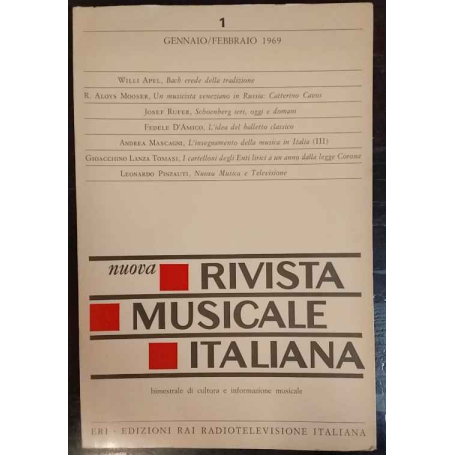 1
GENNAIO/FEBBRAIO 1969
WILLI APEL, Bach erede della tradizione
R. ALOYS MOOSER, Un musicista veneziano in Russia: Catterino Cavos
JOSEF RUFER, Schoenberg ieri, oggi e domani
FEDELE D'AMICO, L'idea del balletto classico
ANDREA MASCAGNI, L'insegnamento della musica in Italia (III)
GIOACCHINO LANZA TOMASI, I cartelloni degli Enti lirici a un anno dalla legge Corona
LEONARDO PINZAUTI, Nuova Musica e Televisione
nuova RIVISTA
MUSICALE
ITALIANA
bimestrale di cultura e informazione musicale
ERI - EDIZIONI RAI RADIOTELEVISIONE ITALIANA